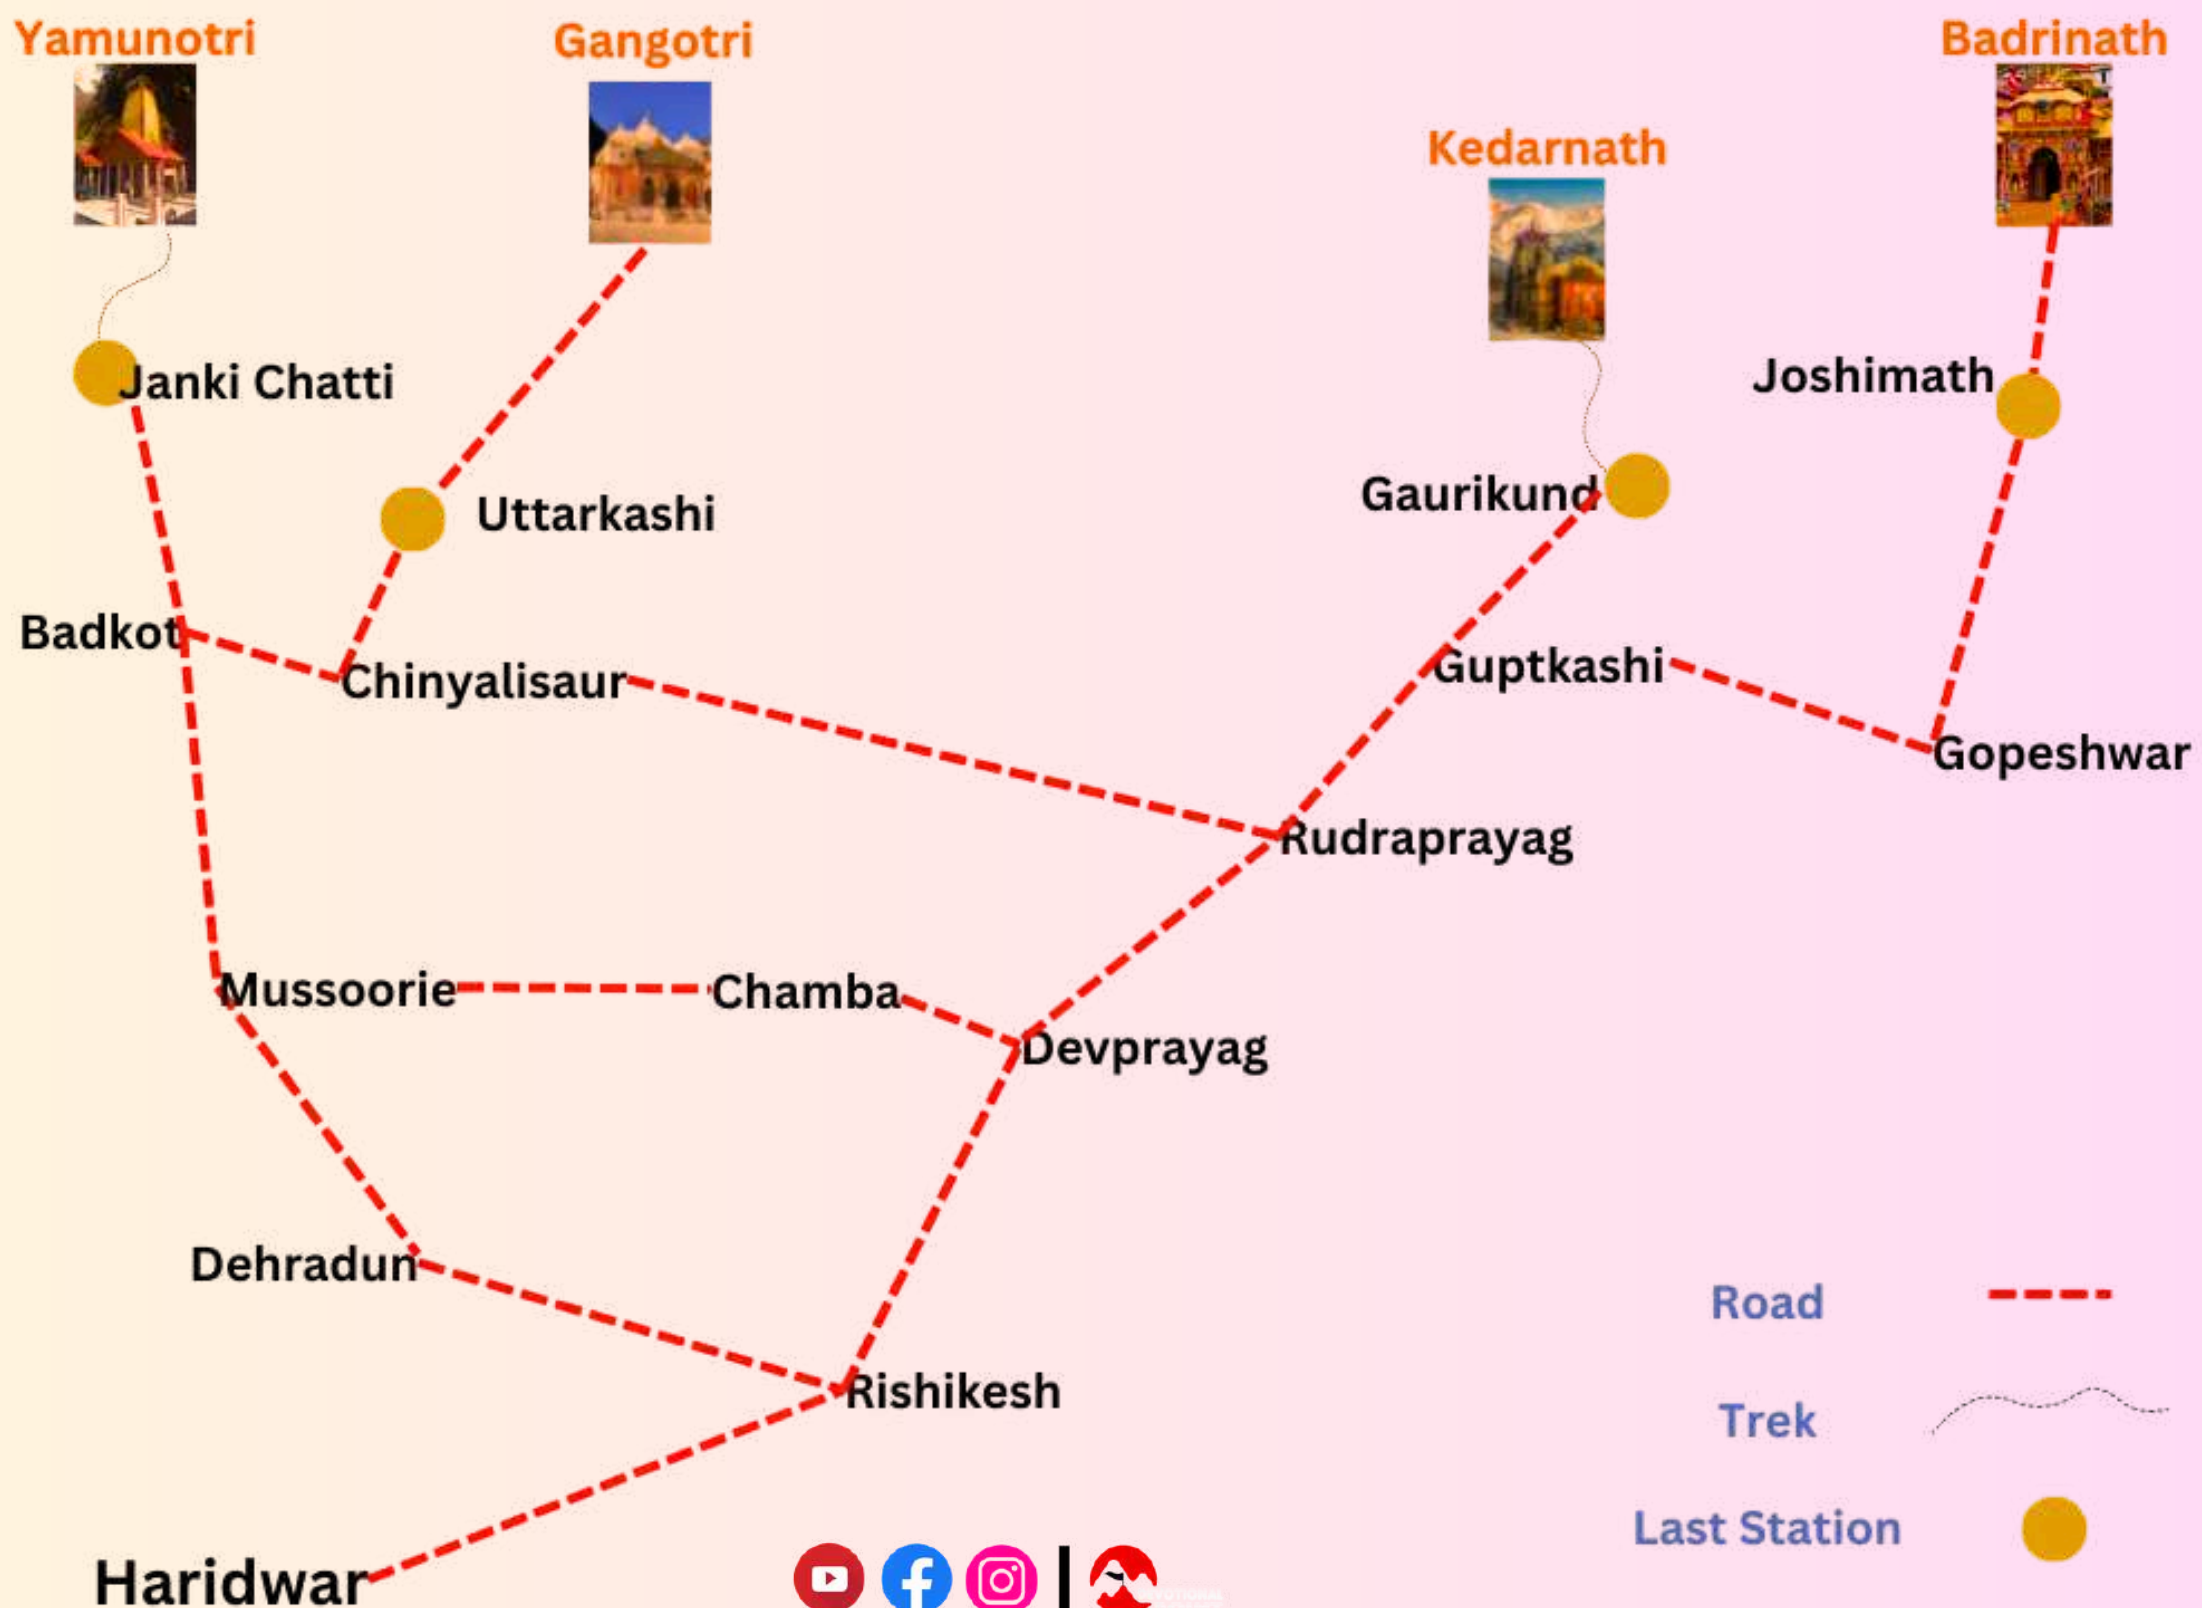 Yamunotri
Gangotri
Badrinath
Kedarnath
Janki Chatti
Joshimath
Uttarkashi
Gaurikund
Badkot
Chinyalisaur
Guptkashi
Gopeshwar
Rudraprayag
Mussoorie
Chamba
Devprayag
Dehradun
Road
Rishikesh
Trek
Last Station
Haridwar